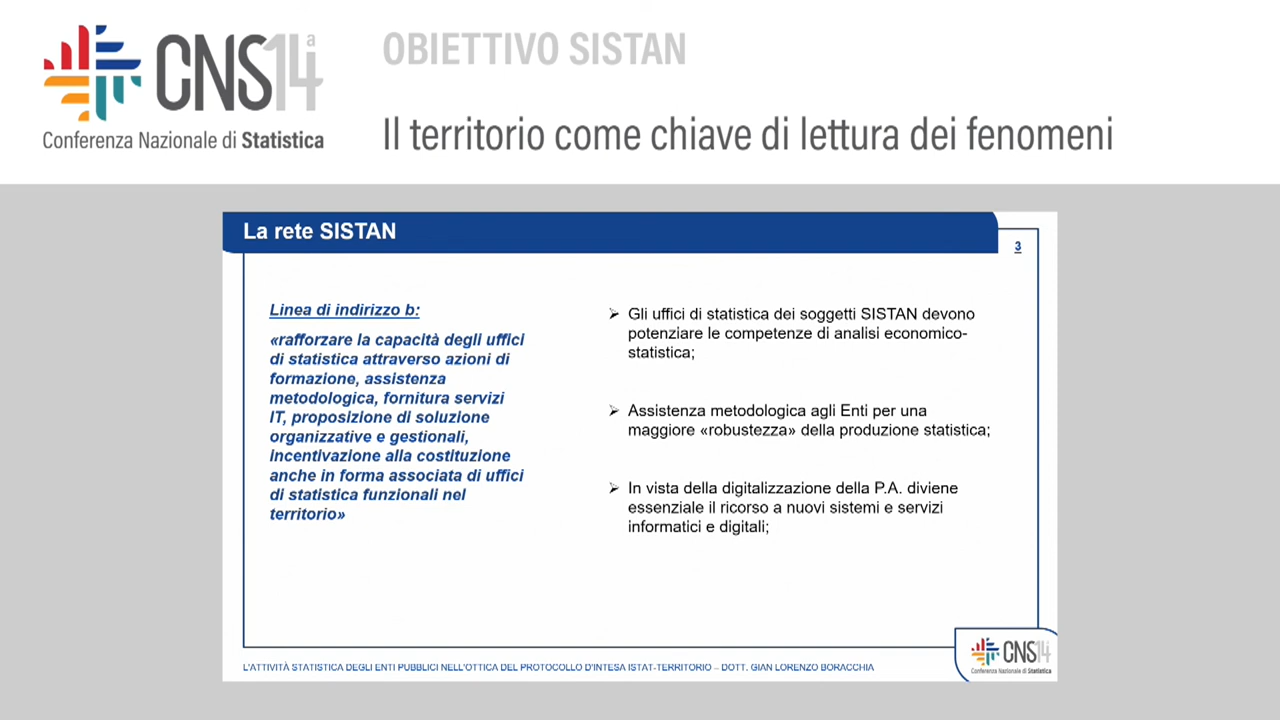 CNS14a
Conferenza Nazionale di Statistica
OBIETTIVO SISTAN
Il territorio come chiave di lettura dei fenomeni
La rete SISTAN
3
Linea di indirizzo b:
«rafforzare la capacità degli uffici
di statistica attraverso azioni di
formazione, assistenza
metodologica, fornitura servizi
IT, proposizione di soluzione
organizzative e gestionali,
incentivazione alla costituzione
anche in forma associata di uffici
di statistica funzionali nel
territorio»
➢ Gli uffici di statistica dei soggetti SISTAN devono
potenziare le competenze di analisi economico-
statistica;
➢ Assistenza metodologica agli Enti per una
maggiore «robustezza» della produzione statistica;
➢ In vista della digitalizzazione della P.A. diviene
essenziale il ricorso a nuovi sistemi e servizi
informatici e digitali;
L'ATTIVITÀ STATISTICA DEGLI ENTI PUBBLICI NELL'OTTICA DEL PROTOCOLLO D'INTESA ISTAT-TERRITORIO – DOTT. GIAN LORENZO BORACCHIA
CNS14a
Conferenza Nazionale di Statistica